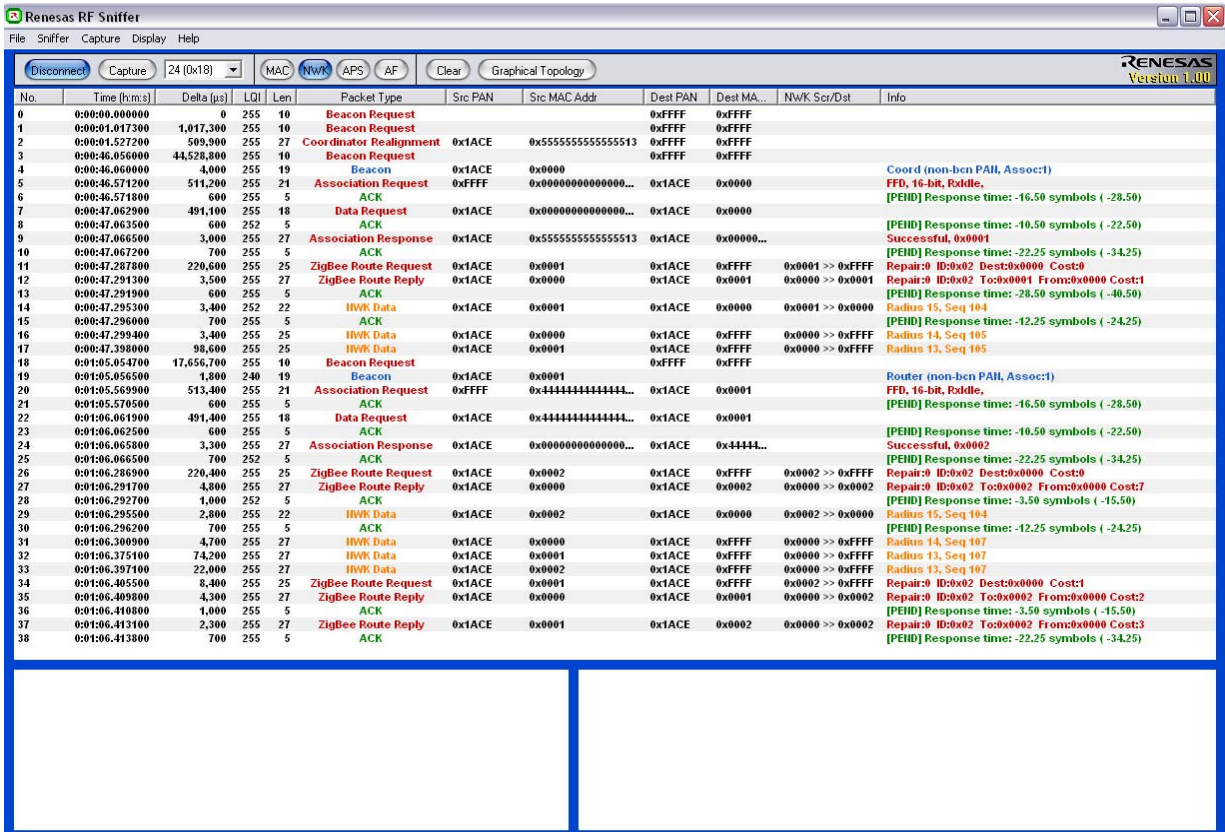 Renesas RF Sniffer
File Sniffer Capture Display Help
Disconnect Capture 24 (0x18) MAC NWK APS AF Clear Graphical Topology RENESAS
Version 1.00
No. Time (h:m:s) Delta (µs) LQI Len Packet Type Src PAN Src MAC Addr Dest PAN Dest MA... NWK Scr/Dst Info
0 0:00:00.000000 0 255 10 Beacon Request 0xFFFF 0xFFFF
1 0:00:01.017300 1,017,300 255 10 Beacon Request 0xFFFF 0xFFFF
2 0:00:01.527200 509,900 255 27 Coordinator Realignment 0x1ACE 0x5555555555555513 0xFFFF 0xFFFF
3 0:00:46.056000 44,528,800 255 10 Beacon Request 0xFFFF 0xFFFF
4 0:00:46.060000 4,000 255 19 Beacon 0x1ACE 0x0000 Coord (non-bcn PAN, Assoc:1)
5 0:00:46.571200 511,200 255 21 Association Request 0xFFFF 0x00000000000000... 0x1ACE 0x0000 FFD, 16-bit, RxIdle,
6 0:00:46.571800 600 255 5 ACK [PEND] Response time: -16.50 symbols ( -28.50)
7 0:00:47.062900 491,100 255 18 Data Request 0x1ACE 0x00000000000000... 0x1ACE 0x0000
8 0:00:47.063500 600 252 5 ACK [PEND] Response time: -10.50 symbols ( -22.50)
9 0:00:47.066500 3,000 255 27 Association Response 0x1ACE 0x5555555555555513 0x1ACE 0x00000... Successful, 0x0001
10 0:00:47.067200 700 255 5 ACK [PEND] Response time: -22.25 symbols ( -34.25)
11 0:00:47.287800 220,600 255 25 ZigBee Route Request 0x1ACE 0x0001 0x1ACE 0xFFFF 0x0001 >> 0xFFFF Repair:0 ID:0x02 Dest:0x0000 Cost:0
12 0:00:47.291300 3,500 255 27 ZigBee Route Reply 0x1ACE 0x0000 0x1ACE 0x0001 0x0000 >> 0x0001 Repair:0 ID:0x02 To:0x0001 From:0x0000 Cost:1
13 0:00:47.291900 600 255 5 ACK [PEND] Response time: -28.50 symbols ( -40.50)
14 0:00:47.295300 3,400 252 22 NWK Data 0x1ACE 0x0001 0x1ACE 0x0000 0x0001 >> 0x0000 Radius 15, Seq 104
15 0:00:47.296000 700 255 5 ACK [PEND] Response time: -12.25 symbols ( -24.25)
16 0:00:47.299400 3,400 255 25 NWK Data 0x1ACE 0x0000 0x1ACE 0xFFFF 0x0000 >> 0xFFFF Radius 14, Seq 105
17 0:00:47.398000 98,600 255 25 NWK Data 0x1ACE 0x0001 0x1ACE 0xFFFF 0x0000 >> 0xFFFF Radius 13, Seq 105
18 0:01:05.054700 17,656,700 255 10 Beacon Request 0xFFFF 0xFFFF
19 0:01:05.056500 1,800 240 19 Beacon 0x1ACE 0x0001 Router (non-bcn PAN, Assoc:1)
20 0:01:05.569900 513,400 255 21 Association Request 0xFFFF 0x44444444444444... 0x1ACE 0x0001 FFD, 16-bit, RxIdle,
21 0:01:05.570500 600 255 5 ACK [PEND] Response time: -16.50 symbols ( -28.50)
22 0:01:06.061900 491,400 255 18 Data Request 0x1ACE 0x44444444444444... 0x1ACE 0x0001
23 0:01:06.062500 600 255 5 ACK [PEND] Response time: -10.50 symbols ( -22.50)
24 0:01:06.065800 3,300 255 27 Association Response 0x1ACE 0x00000000000000... 0x1ACE 0x44444... Successful, 0x0002
25 0:01:06.066500 700 252 5 ACK [PEND] Response time: -22.25 symbols ( -34.25)
26 0:01:06.286900 220,400 255 25 ZigBee Route Request 0x1ACE 0x0002 0x1ACE 0xFFFF 0x0002 >> 0xFFFF Repair:0 ID:0x02 Dest:0x0000 Cost:0
27 0:01:06.291700 4,800 255 27 ZigBee Route Reply 0x1ACE 0x0000 0x1ACE 0x0002 0x0000 >> 0x0002 Repair:0 ID:0x02 To:0x0002 From:0x0000 Cost:7
28 0:01:06.292700 1,000 252 5 ACK [PEND] Response time: -3.50 symbols ( -15.50)
29 0:01:06.295500 2,800 255 22 NWK Data 0x1ACE 0x0002 0x1ACE 0x0000 0x0002 >> 0x0000 Radius 15, Seq 104
30 0:01:06.296200 700 255 5 ACK [PEND] Response time: -12.25 symbols ( -24.25)
31 0:01:06.300900 4,700 255 27 NWK Data 0x1ACE 0x0000 0x1ACE 0xFFFF 0x0000 >> 0xFFFF Radius 14, Seq 107
32 0:01:06.375100 74,200 255 27 NWK Data 0x1ACE 0x0001 0x1ACE 0xFFFF 0x0000 >> 0xFFFF Radius 13, Seq 107
33 0:01:06.397100 22,000 255 27 NWK Data 0x1ACE 0x0002 0x1ACE 0xFFFF 0x0000 >> 0xFFFF Radius 13, Seq 107
34 0:01:06.405500 8,400 255 25 ZigBee Route Request 0x1ACE 0x0001 0x1ACE 0xFFFF 0x0002 >> 0xFFFF Repair:0 ID:0x02 Dest:0x0000 Cost:1
35 0:01:06.409800 4,300 255 27 ZigBee Route Reply 0x1ACE 0x0000 0x1ACE 0x0001 0x0000 >> 0x0002 Repair:0 ID:0x02 To:0x0002 From:0x0000 Cost:2
36 0:01:06.410800 1,000 255 5 ACK [PEND] Response time: -3.50 symbols ( -15.50)
37 0:01:06.413100 2,300 255 27 ZigBee Route Reply 0x1ACE 0x0001 0x1ACE 0x0002 0x0000 >> 0x0002 Repair:0 ID:0x02 To:0x0002 From:0x0000 Cost:3
38 0:01:06.413800 700 255 5 ACK [PEND] Response time: -22.25 symbols ( -34.25)